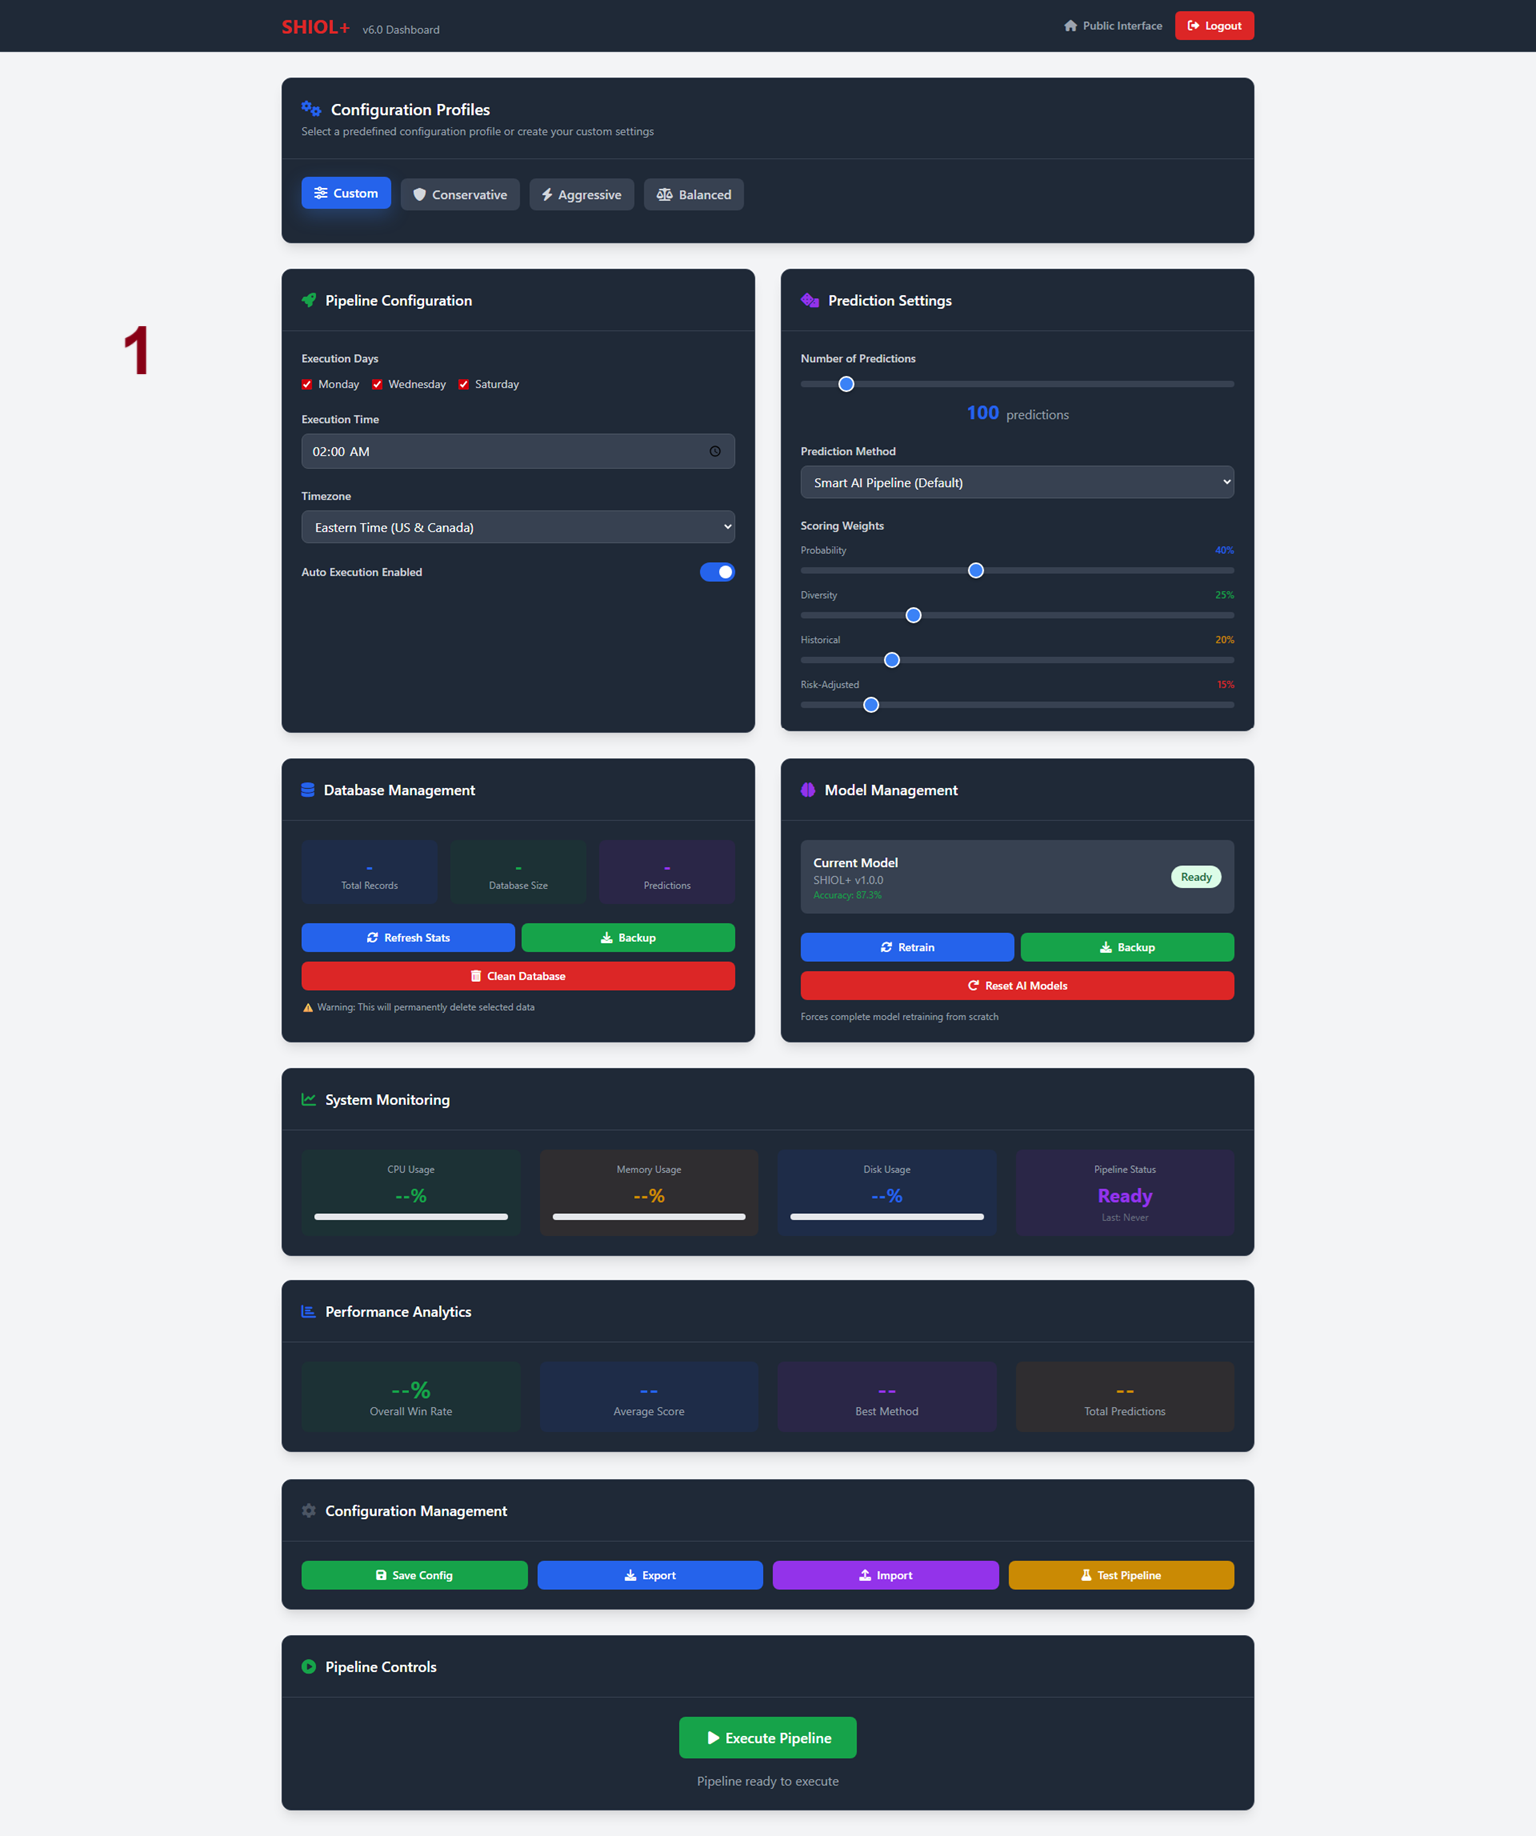 SHIOL+ v6.0 Dashboard
Public Interface
Logout
Configuration Profiles
Select a predefined configuration profile or create your custom settings
Custom
Conservative
Aggressive
Balanced
1
Pipeline Configuration
Execution Days
Monday
Wednesday
Saturday
Execution Time
02:00 AM
Timezone
Eastern Time (US & Canada)
Auto Execution Enabled
Prediction Settings
Number of Predictions
100 predictions
Prediction Method
Smart AI Pipeline (Default)
Scoring Weights
Probability 40%
Diversity 25%
Historical 20%
Risk-Adjusted 15%
Database Management
-
Total Records
-
Database Size
-
Predictions
Refresh Stats
Backup
Clean Database
Warning: This will permanently delete selected data
Model Management
Current Model
SHIOL+ v1.0.0
Accuracy: 87.3%
Ready
Retrain
Backup
Reset AI Models
Forces complete model retraining from scratch
System Monitoring
CPU Usage
--%
Memory Usage
--%
Disk Usage
--%
Pipeline Status
Ready
Last: Never
Performance Analytics
--%
Overall Win Rate
--
Average Score
--
Best Method
--
Total Predictions
Configuration Management
Save Config
Export
Import
Test Pipeline
Pipeline Controls
Execute Pipeline
Pipeline ready to execute